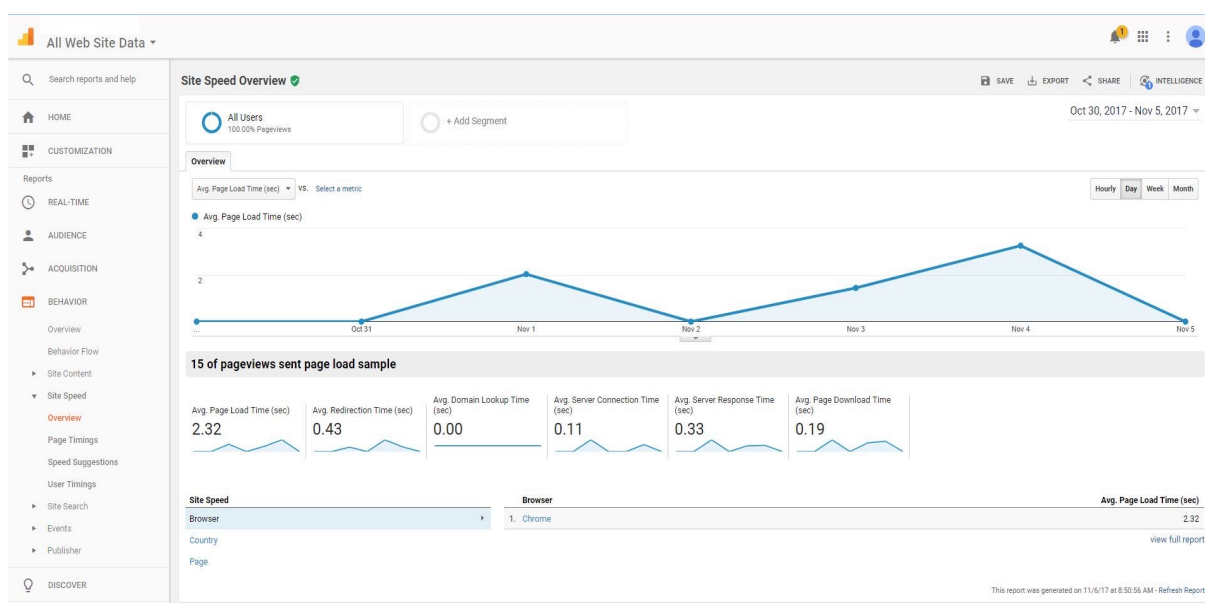 All Web Site Data
1
Search reports and help
HOME
CUSTOMIZATION
Reports
REAL-TIME
AUDIENCE
ACQUISITION
BEHAVIOR
Overview
Behavior Flow
Site Content
Site Speed
Overview
Page Timings
Speed Suggestions
User Timings
Site Search
Events
Publisher
DISCOVER
Site Speed Overview
SAVE EXPORT SHARE INTELLIGENCE
All Users
100.00% Pageviews
+ Add Segment
Oct 30, 2017 - Nov 5, 2017
Overview
Avg. Page Load Time (sec) VS. Select a metric
Hourly Day Week Month
Avg. Page Load Time (sec)
4
2
... Oct 31 Nov 1 Nov 2 Nov 3 Nov 4 Nov 5
15 of pageviews sent page load sample
Avg. Page Load Time (sec)
2.32
Avg. Redirection Time (sec)
0.43
Avg. Domain Lookup Time
(sec)
0.00
Avg. Server Connection Time
(sec)
0.11
Avg. Server Response Time
(sec)
0.33
Avg. Page Download Time
(sec)
0.19
Site Speed
Browser
Country
Page
Browser Avg. Page Load Time (sec)
1. Chrome 2.32
view full report
This report was generated on 11/6/17 at 8:50:56 AM - Refresh Report